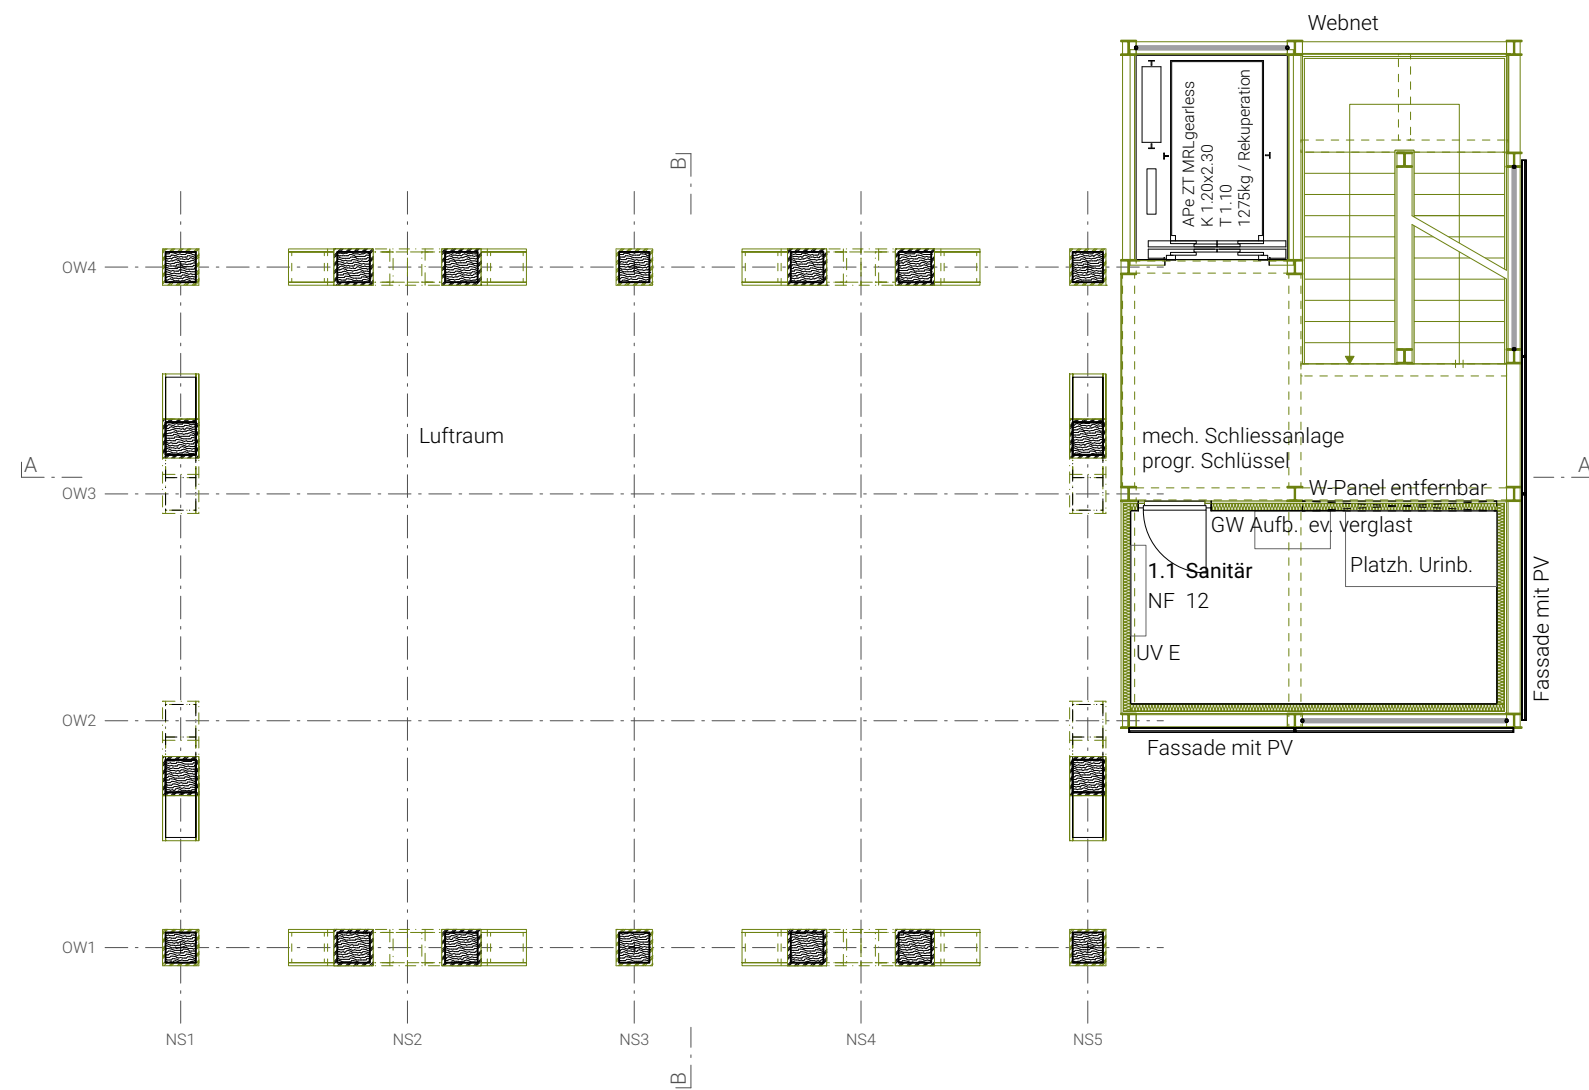 Webnet
APe ZT MRLgearless
K 1.20x2.30
T 1.10
1275kg / Rekuperation
B
OW4
Luftraum
mech. Schliessanlage
progr. Schlüssel
A
A
OW3
W-Panel entfernbar
GW Aufb. ev. verglast
Platzh. Urinb.
1.1 Sanitär
NF 12
UV E
Fassade mit PV
OW2
Fassade mit PV
OW1
NS1
NS2
NS3
NS4
NS5
B